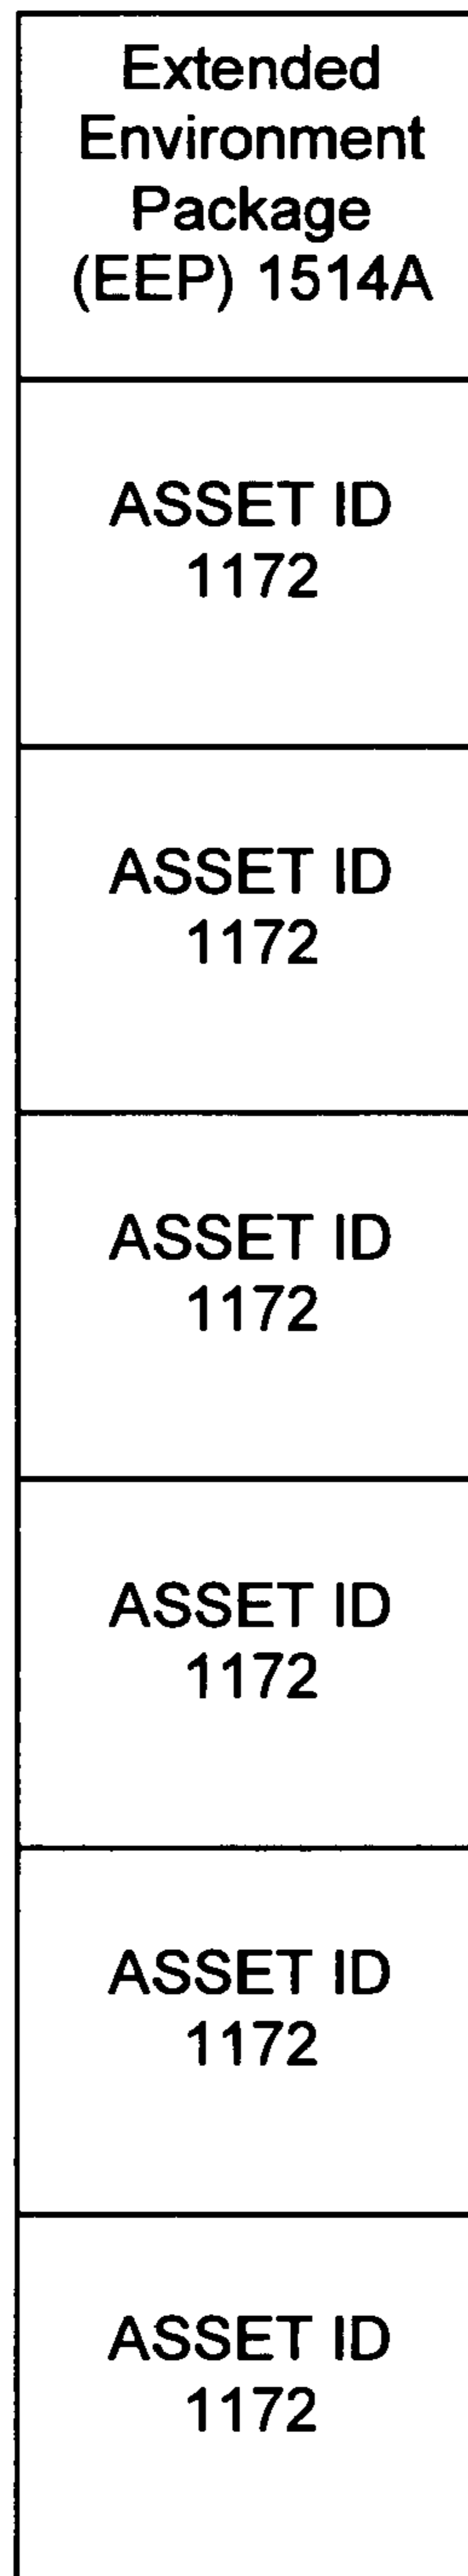 Extended
Environment
Package
(EEP) 1514A
ASSET ID
1172
ASSET ID
1172
ASSET ID
1172
ASSET ID
1172
ASSET ID
1172
ASSET ID
1172